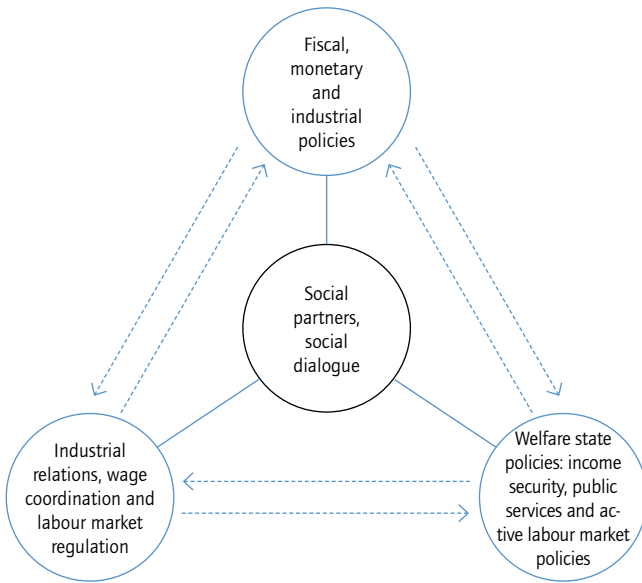 Fiscal,
monetary
and
industrial
policies
Social
partners,
social
dialogue
Industrial
relations, wage
coordination and
labour market
regulation
Welfare state
policies: income
security, public
services and ac-
tive labour market
policies